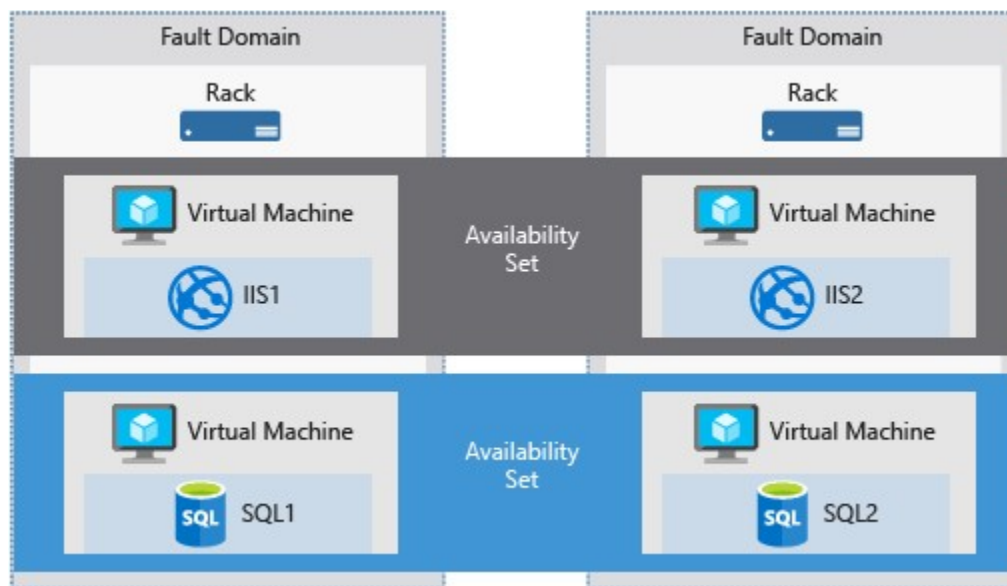 Fault Domain
Fault Domain
Rack
Rack
Virtual Machine
Availability
Set
Virtual Machine
IIS1
IIS2
Virtual Machine
Availability
Set
Virtual Machine
SQL
SQL1
SQL
SQL2